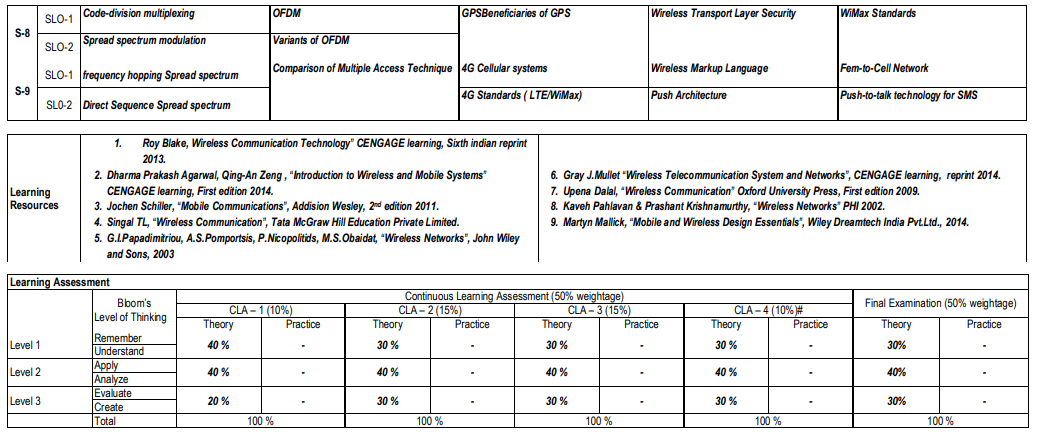 S-8 SLO-1 Code-division multiplexing OFDM GPSBeneficiaries of GPS Wireless Transport Layer Security WiMax Standards
SLO-2 Spread spectrum modulation Variants of OFDM
S-9 SLO-1 frequency hopping Spread spectrum Comparison of Multiple Access Technique 4G Cellular systems Wireless Markup Language Fem-to-Cell Network
SL0-2 Direct Sequence Spread spectrum 4G Standards ( LTE/WiMax) Push Architecture Push-to-talk technology for SMS
Learning Resources
1. Roy Blake, Wireless Communication Technology” CENGAGE learning, Sixth indian reprint
2013.
2. Dharma Prakash Agarwal, Qing-An Zeng , “Introduction to Wireless and Mobile Systems”
CENGAGE learning, First edition 2014.
3. Jochen Schiller, “Mobile Communications”, Addision Wesley, 2nd edition 2011.
4. Singal TL, “Wireless Communication”, Tata McGraw Hill Education Private Limited.
5. G.I.Papadimitriou, A.S.Pomportsis, P.Nicopolitids, M.S.Obaidat, “Wireless Networks”, John Wiley
and Sons, 2003
6. Gray J.Mullet “Wireless Telecommunication System and Networks”, CENGAGE learning, reprint 2014.
7. Upena Dalal, “Wireless Communication” Oxford University Press, First edition 2009.
8. Kaveh Pahlavan & Prashant Krishnamurthy, “Wireless Networks” PHI 2002.
9. Martyn Mallick, “Mobile and Wireless Design Essentials”, Wiley Dreamtech India Pvt.Ltd., 2014.
Learning Assessment
Bloom’s Level of Thinking Continuous Learning Assessment (50% weightage) Final Examination (50% weightage)
CLA – 1 (10%) CLA – 2 (15%) CLA – 3 (15%) CLA – 4 (10%)#
Theory Practice Theory Practice Theory Practice Theory Practice Theory Practice
Level 1 Remember 40 % - 30 % - 30 % - 30 % - 30% -
Understand
Level 2 Apply 40 % - 40 % - 40 % - 40 % - 40% -
Analyze
Level 3 Evaluate 20 % - 30 % - 30 % - 30 % - 30% -
Create
Total 100 % 100 % 100 % 100 % 100 %